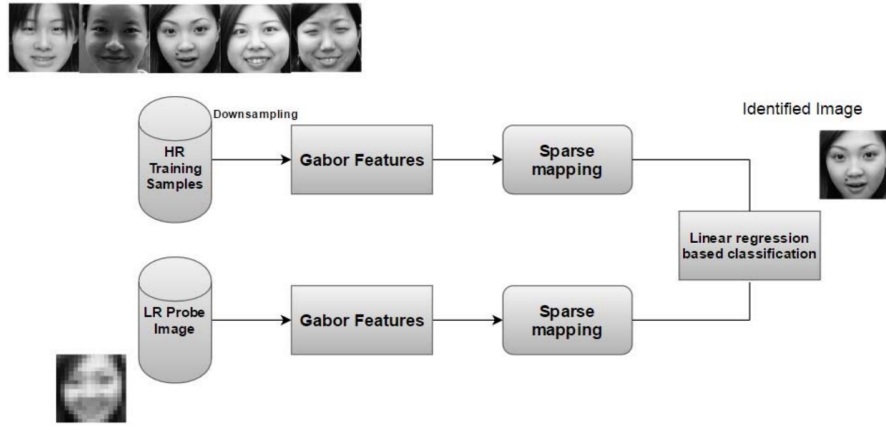 Downsampling
HR
Training
Samples
Gabor Features
Sparse
mapping
Identified Image
Linear regression
based classification
LR Probe
Image
Gabor Features
Sparse
mapping